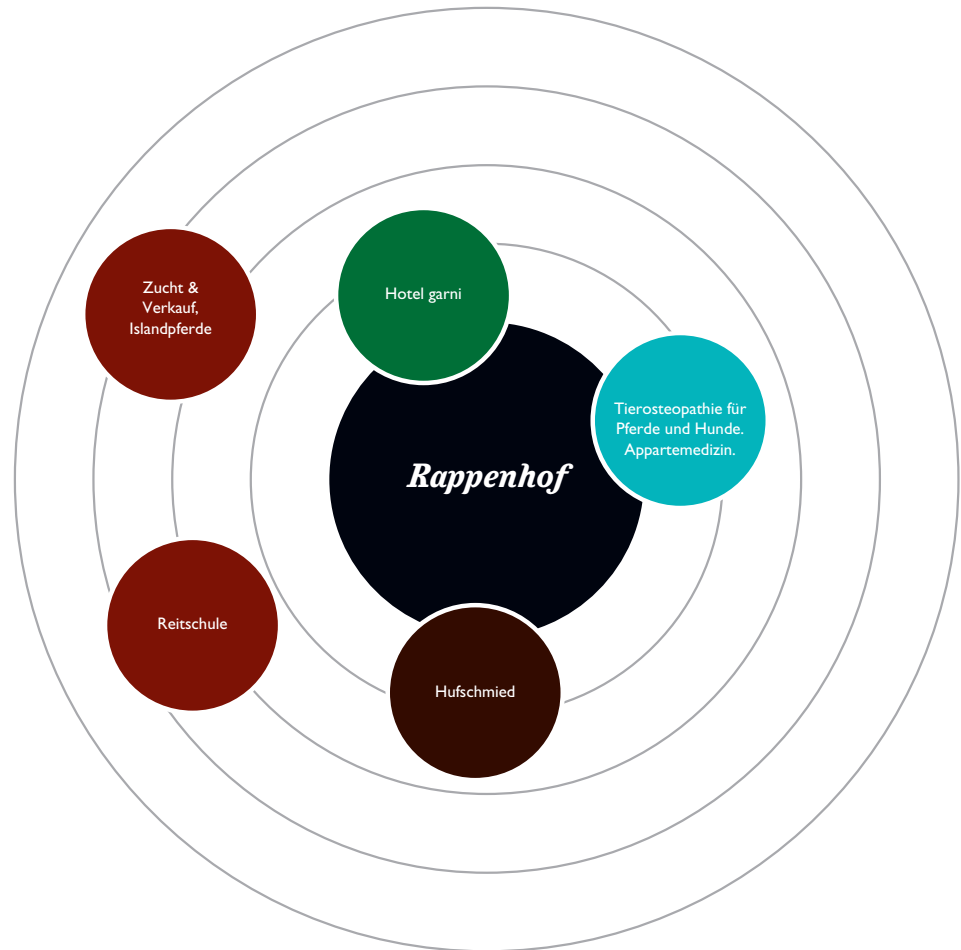 Zucht &
Verkauf,
Islandpferde
Hotel garni
Tierosteopathie für
Pferde und Hunde.
Appartemedizin.
Rappenhof
Reitschule
Hufschmied